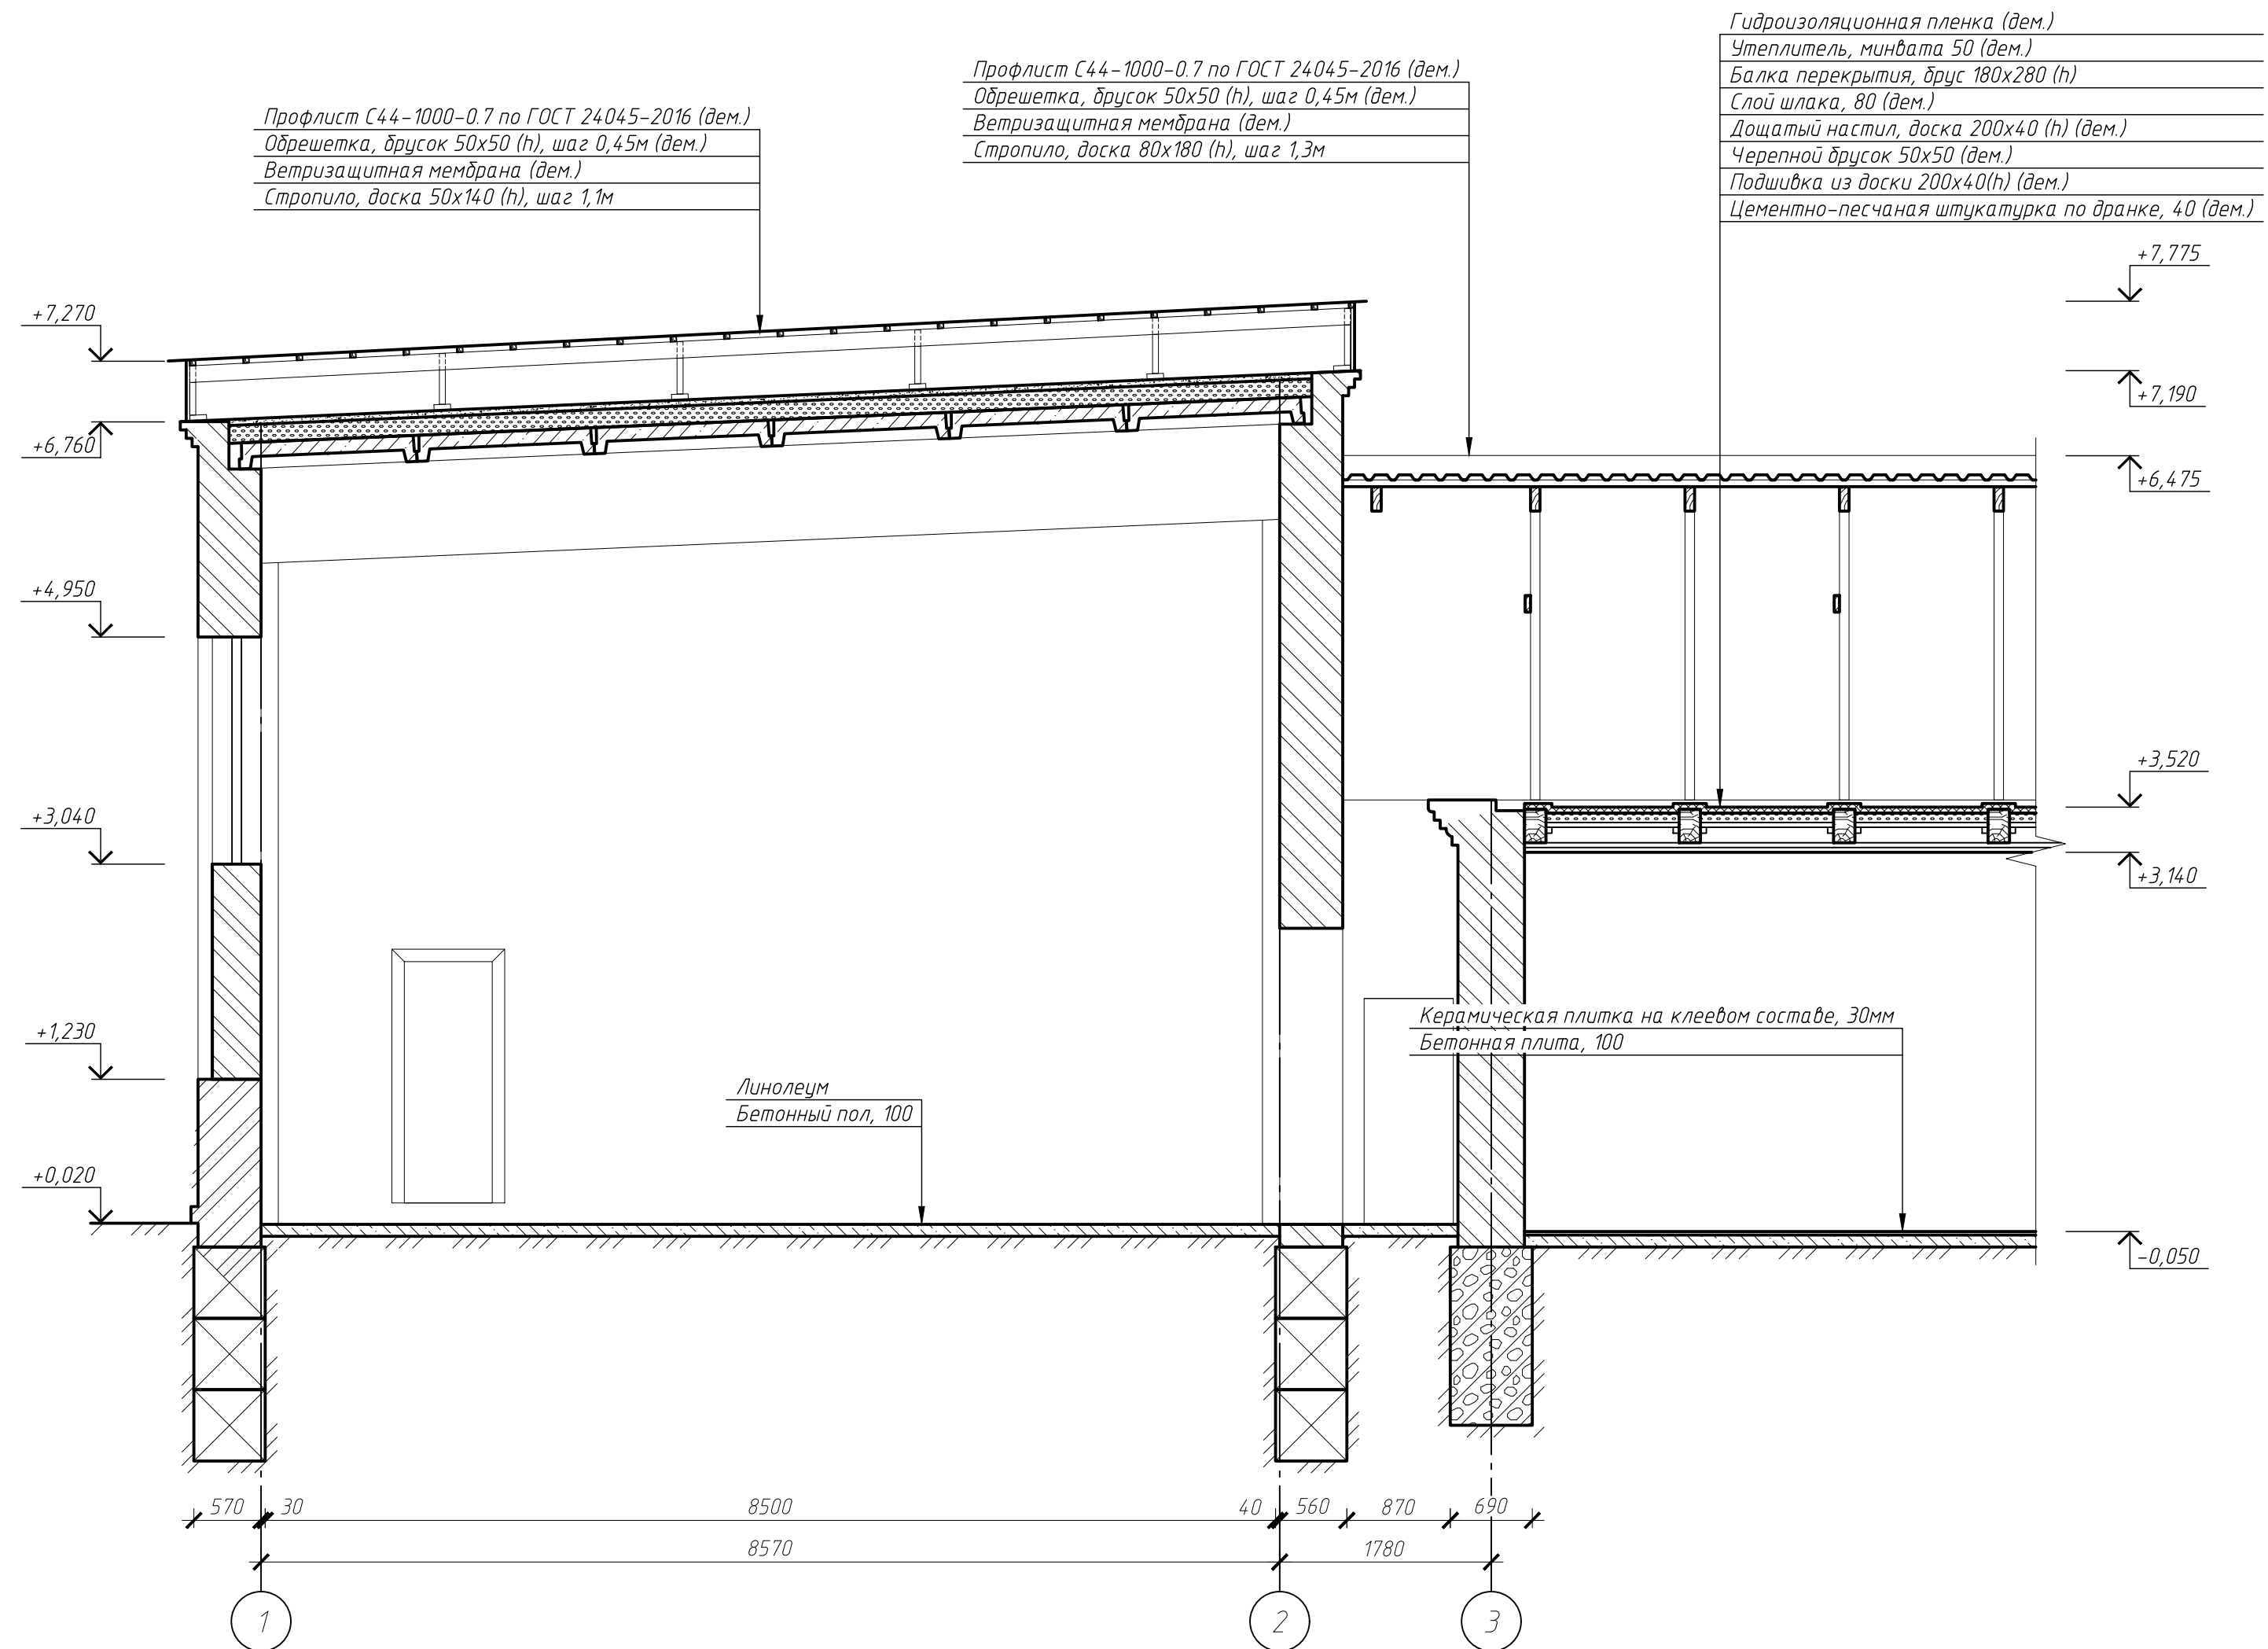 Гидроизоляционная пленка (дем.)
Утеплитель, минвата 50 (дем.)
Балка перекрытия, брус 180х280 (h)
Слой шлака, 80 (дем.)
Дощатый настил, доска 200х40 (h) (дем.)
Черепной брусок 50х50 (дем.)
Подшивка из доски 200х40(h) (дем.)
Цементно-песчаная штукатурка по дранке, 40 (дем.)
Профлист С44-1000-0.7 по ГОСТ 24045-2016 (дем.)
Обрешетка, брусок 50х50 (h), шаг 0,45м (дем.)
Ветризащитная мембрана (дем.)
Стропило, доска 80х180 (h), шаг 1,3м
Профлист С44-1000-0.7 по ГОСТ 24045-2016 (дем.)
Обрешетка, брусок 50х50 (h), шаг 0,45м (дем.)
Ветризащитная мембрана (дем.)
Стропило, доска 50х140 (h), шаг 1,1м
+7,775
+7,270
+7,190
+6,760
+6,475
+4,950
+3,520
+3,040
+3,140
Керамическая плитка на клеевом составе, 30мм
Бетонная плита, 100
+1,230
Линолеум
Бетонный пол, 100
+0,020
-0,050
570 30 8500 40 560 870 690
8570 1780
1 2 3